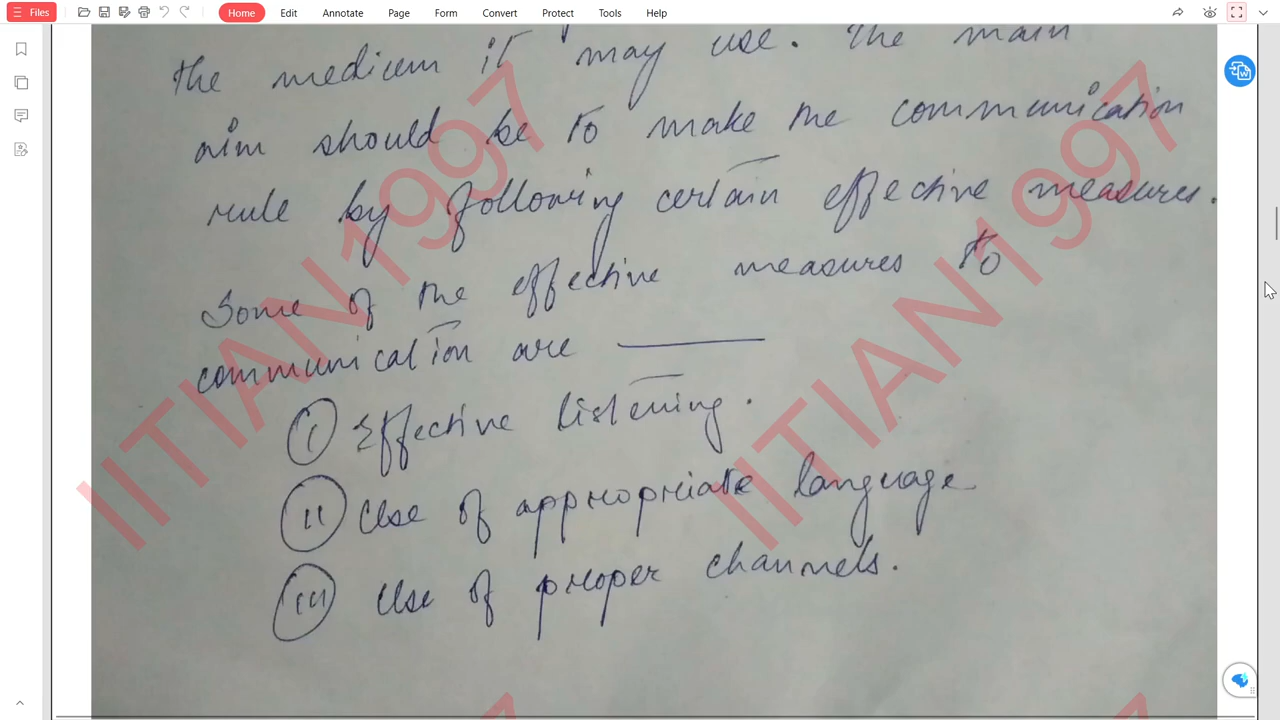 Files
Home
Edit
Annotate
Page
Form
Convert
Protect
Tools
Help
the medium it may use. The main
aim should be to make the communication
rule by following certain effective measures.
Some of the effective measures to
communication are ———
(i) Effective listening.
(ii) Use of appropriate language
(iii) Use of proper channels.
IITIAN1997
IITIAN1997